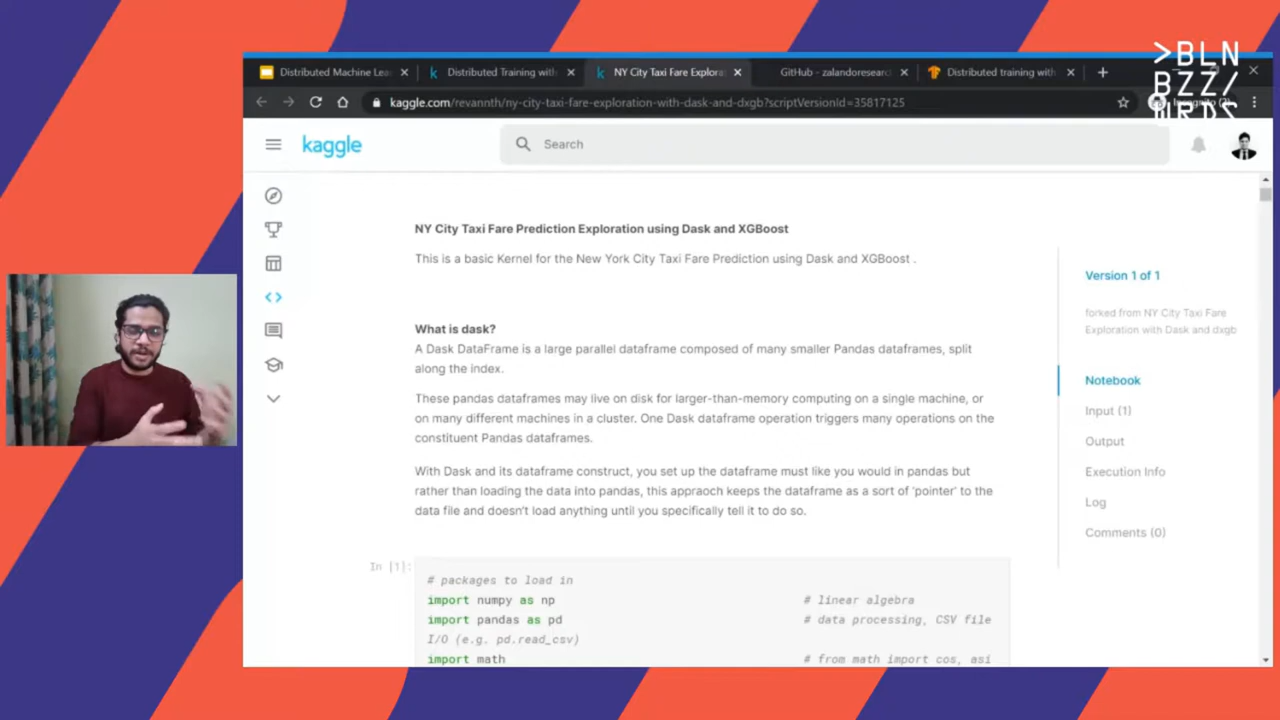 >BLN
BZZ/
WRDS
Distributed Machine Lea
Distributed Training with
NY City Taxi Fare Explora
GitHub - zalandoresearc
Distributed training with
kaggle.com/revannth/ny-city-taxi-fare-exploration-with-dask-and-dxgb?scriptVersionId=35817125
kaggle
Search
NY City Taxi Fare Prediction Exploration using Dask and XGBoost
This is a basic Kernel for the New York City Taxi Fare Prediction using Dask and XGBoost .
What is dask?
A Dask DataFrame is a large parallel dataframe composed of many smaller Pandas dataframes, split
along the index.
These pandas dataframes may live on disk for larger-than-memory computing on a single machine, or
on many different machines in a cluster. One Dask dataframe operation triggers many operations on the
constituent Pandas dataframes.
With Dask and its dataframe construct, you set up the dataframe must like you would in pandas but
rather than loading the data into pandas, this appraoch keeps the dataframe as a sort of 'pointer' to the
data file and doesn't load anything until you specifically tell it to do so.
In [1]:
# packages to load in
import numpy as np # linear algebra
import pandas as pd # data processing, CSV file
I/O (e.g. pd.read_csv)
import math # from math import cos, asi
Version 1 of 1
forked from NY City Taxi Fare
Exploration with Dask and dxgb
Notebook
Input (1)
Output
Execution Info
Log
Comments (0)